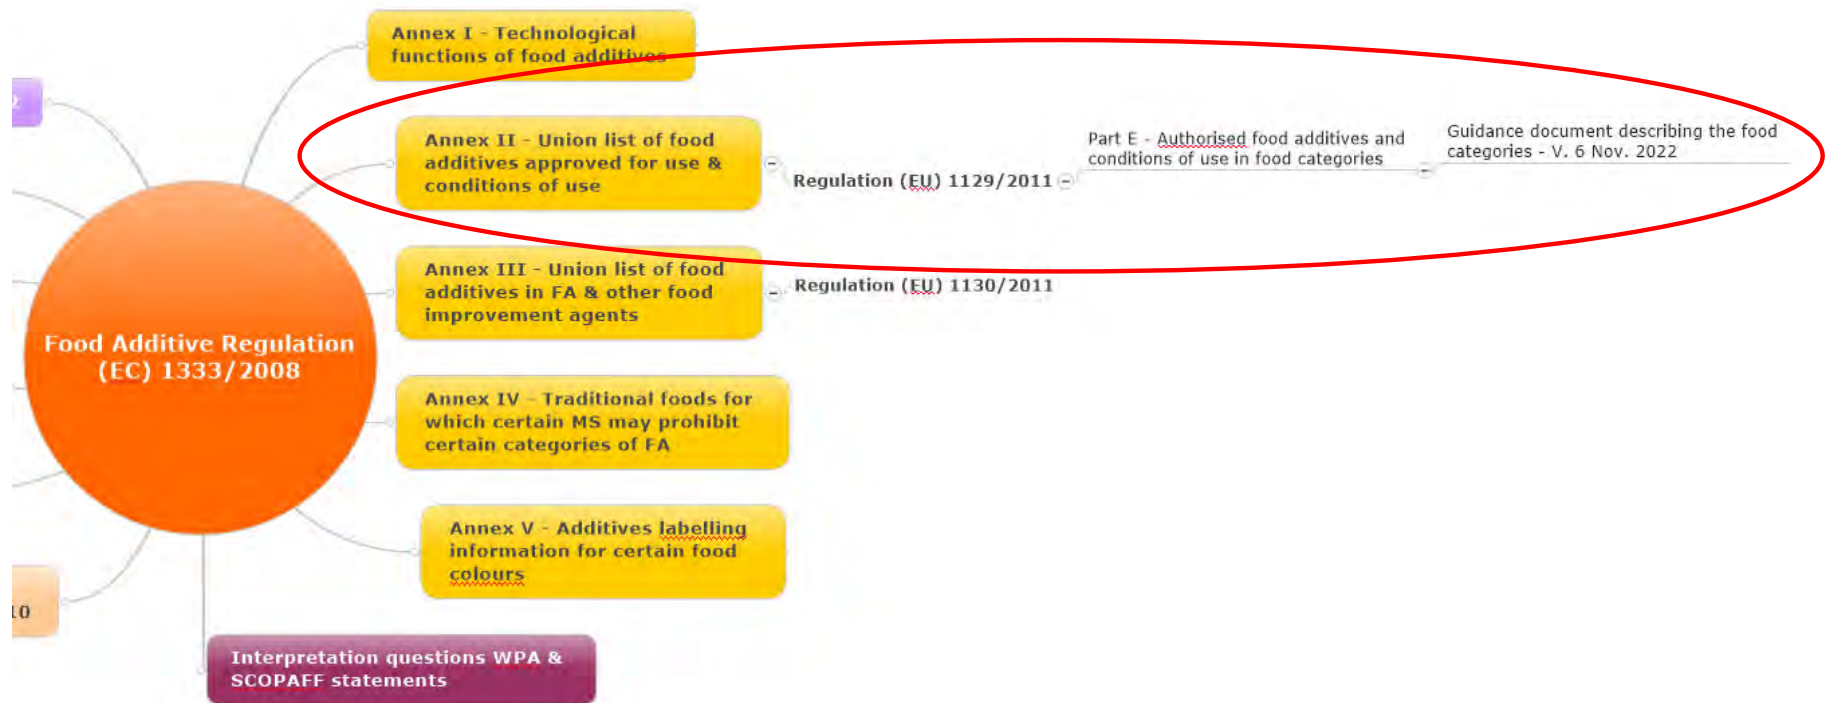 Annex I - Technological
functions of food additives
2
Annex II - Union list of food
additives approved for use &
conditions of use
Regulation (EU) 1129/2011
Part E - Authorised food additives and
conditions of use in food categories
Guidance document describing the food
categories - V. 6 Nov. 2022
Annex III - Union list of food
additives in FA & other food
improvement agents
Regulation (EU) 1130/2011
Food Additive Regulation
(EC) 1333/2008
Annex IV - Traditional foods for
which certain MS may prohibit
certain categories of FA
Annex V - Additives labelling
information for certain food
colours
10
Interpretation questions WPA &
SCOPAFF statements